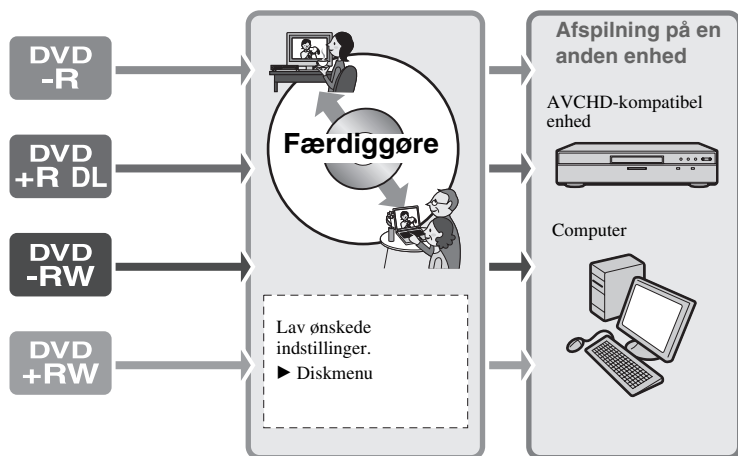 DVD
-R
DVD
+R DL
DVD
-RW
DVD
+RW
Færdiggøre
Lav ønskede
indstillinger.
► Diskmenu
Afspilning på en
anden enhed
AVCHD-kompatibel
enhed
Computer